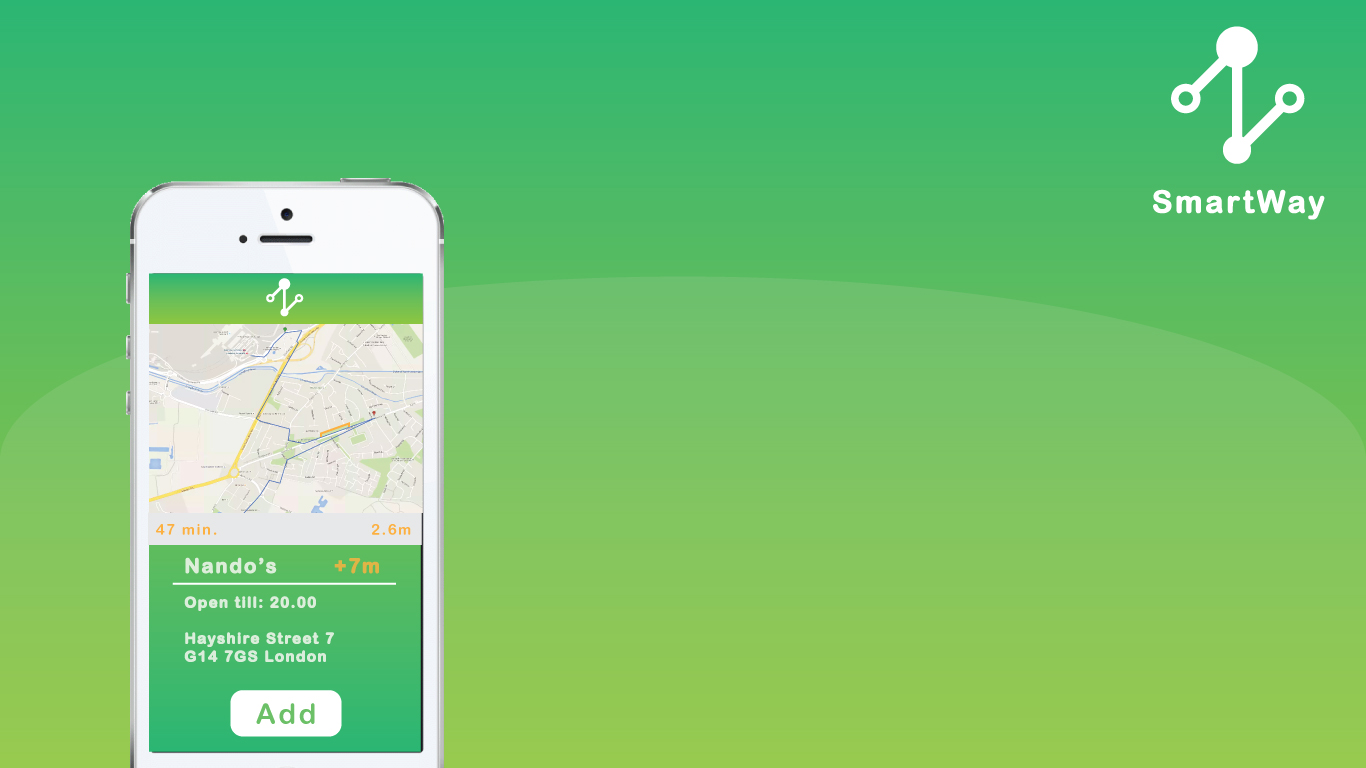 SmartWay
47 min. 2.6m
Nando's +7m
Open till: 20.00
Hayshire Street 7
G14 7GS London
Add